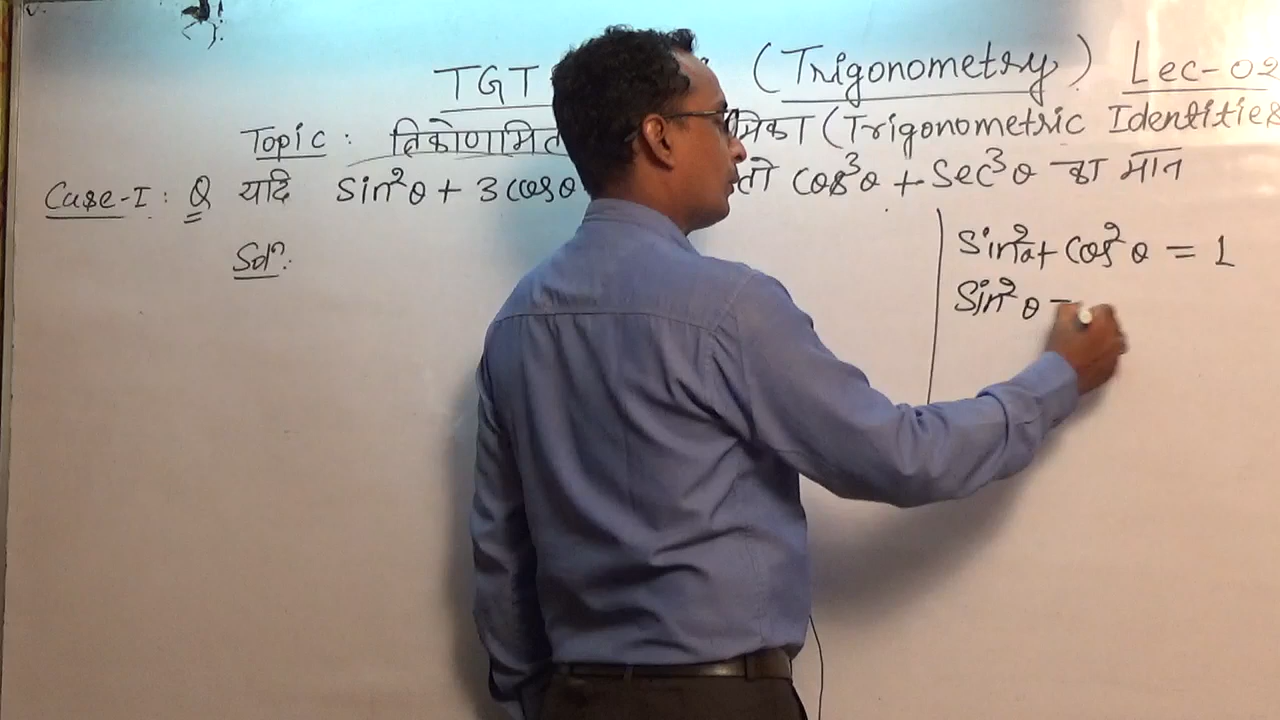 TGT (Trigonometry) Lec-02
Topic: त्रिकोणमित मिका (Trigonometric Identities
Case-I: Q यदि Sin²θ + 3cosθ तो Cos³θ + Sec³θ का मान
Solⁿ:
Sin²θ + Cos²θ = 1
Sin²θ =